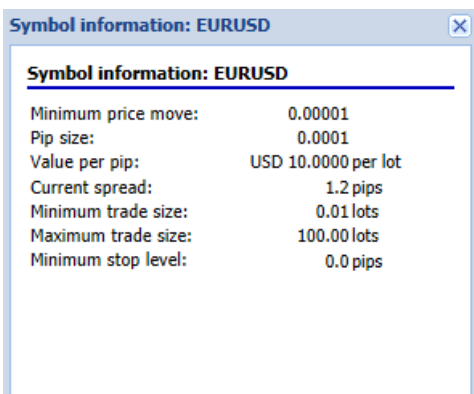 Symbol information: EURUSD
Symbol information: EURUSD
Minimum price move: 0.00001
Pip size: 0.0001
Value per pip: USD 10.0000 per lot
Current spread: 1.2 pips
Minimum trade size: 0.01 lots
Maximum trade size: 100.00 lots
Minimum stop level: 0.0 pips